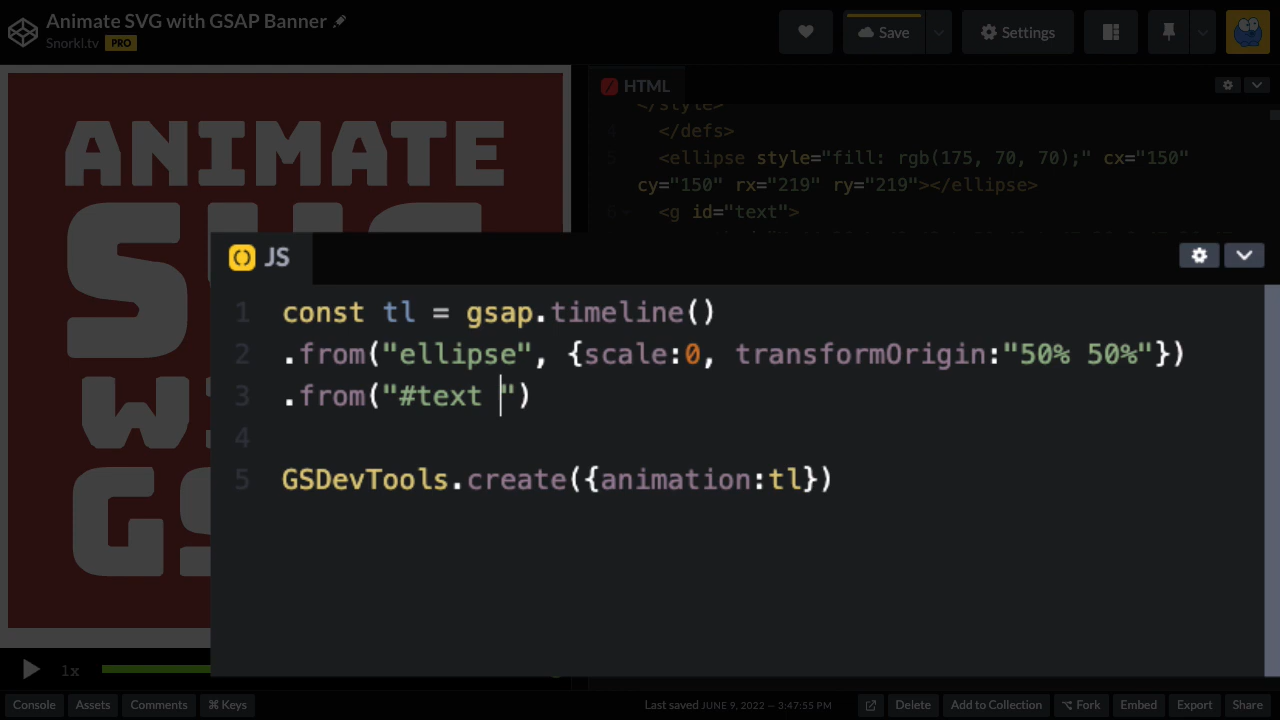 Animate SVG with GSAP Banner
Snorkl.tv PRO
Save
Settings
ANIMATE
HTML
</style>
4 </defs>
5 <ellipse style="fill: rgb(175, 70, 70);" cx="150"
cy="150" rx="219" ry="219"></ellipse>
6 <g id="text">
JS
1 const tl = gsap.timeline()
2 .from("ellipse", {scale:0, transformOrigin:"50% 50%"})
3 .from("#text ")
4
5 GSDevTools.create({animation:tl})
1x
Console
Assets
Comments
⌘ Keys
Last saved JUNE 9, 2022 — 3:47:55 PM
Delete
Add to Collection
⌥ Fork
Embed
Export
Share